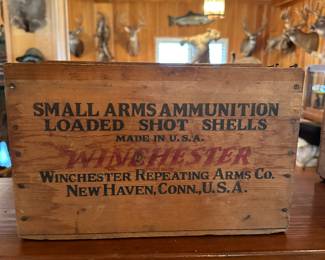 SMALL ARMS AMMUNITION
LOADED SHOT SHELLS
MADE IN U.S.A.
WINCHESTER
WINCHESTER REPEATING ARMS CO.
NEW HAVEN, CONN., U.S.A.